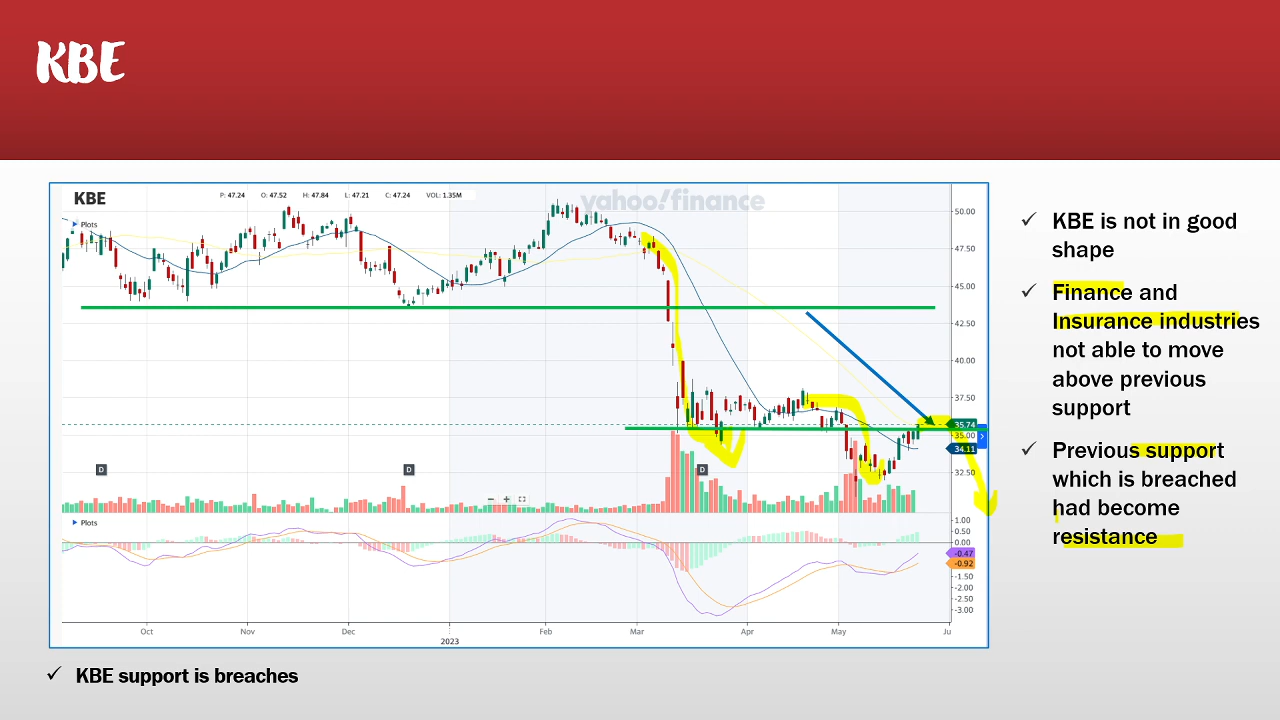 KBE
KBE
P: 47.24 O: 47.52 H: 47.84 L: 47.21 C: 47.24 VOL: 1.35M
yahoo!finance
Plots
50.00
47.50
45.00
42.50
40.00
37.50
35.74
35.00
34.11
32.50
D D D
Plots
1.00
0.50
0.00
-0.47
-0.92
-1.50
-2.00
-2.50
-3.00
Oct Nov Dec Feb Mar Apr May Ju
2023
✓ KBE is not in good
shape
✓ Finance and
Insurance industries
not able to move
above previous
support
✓ Previous support
which is breached
had become
resistance
✓ KBE support is breaches